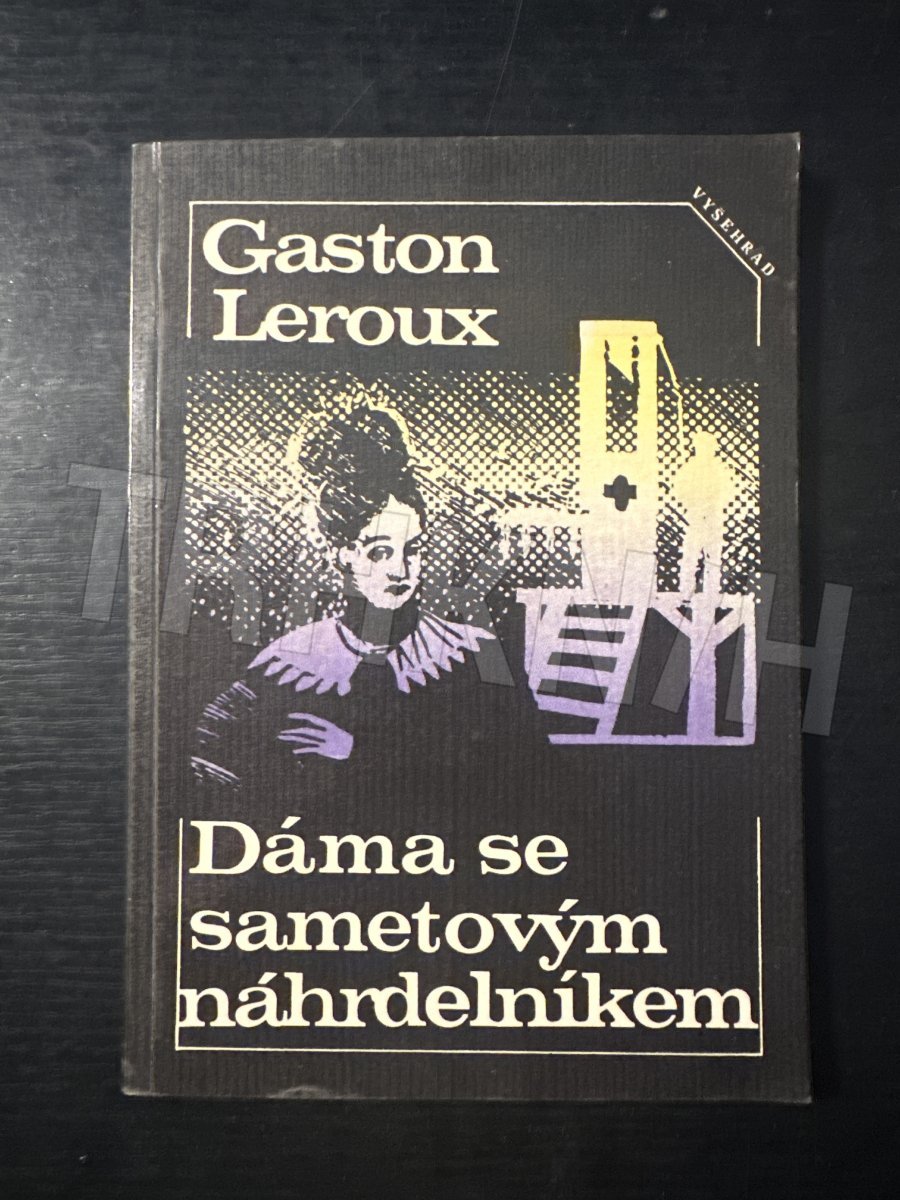 VYŠEHRAD
Gaston
Leroux
Dáma se
sametovým
náhrdelníkem